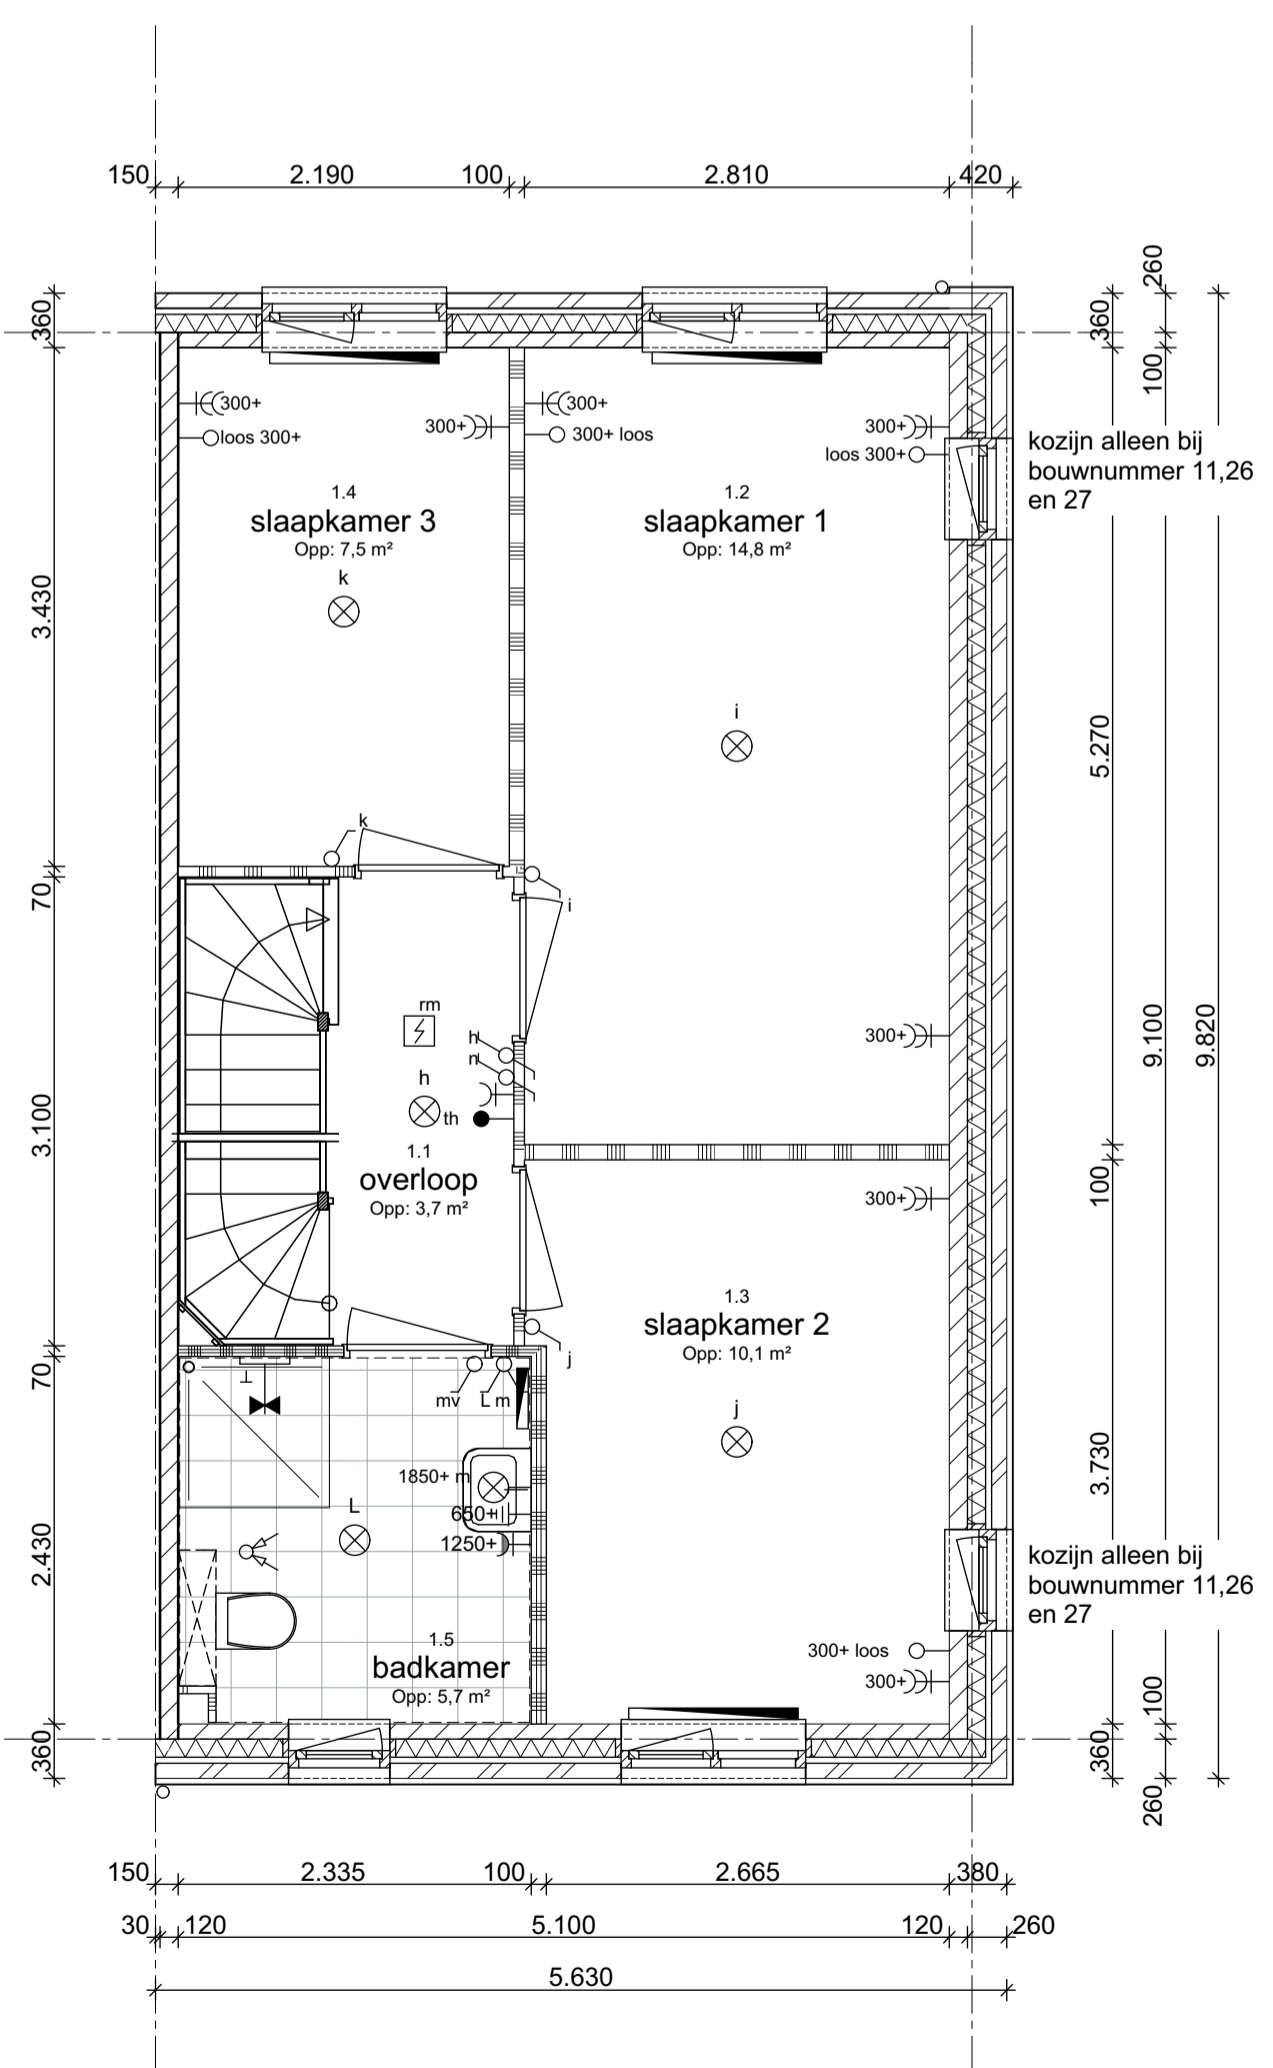 150 2.190 100 2.810 420
260
360 360
100
300+ 300+
300+ 300+
loos 300+ 300+ loos
loos 300+
kozijn alleen bij
bouwnummer 11,26
en 27
1.4 1.2
slaapkamer 3 slaapkamer 1
Opp: 7,5 m² Opp: 14,8 m²
k
3.430
i
5.270
k
70
i
rm
300+
h
n
9.100 9.820
h
th
3.100
1.1
overloop
Opp: 3,7 m²
100
300+
1.3
slaapkamer 2
Opp: 10,1 m²
j
70
mv L m
j
3.730
1850+ m
L
650+
1250+
2.430
kozijn alleen bij
bouwnummer 11,26
en 27
1.5
badkamer
Opp: 5,7 m²
300+ loos
300+
100
360 360
260
150 2.335 100 2.665 380
30 120 5.100 120 260
5.630